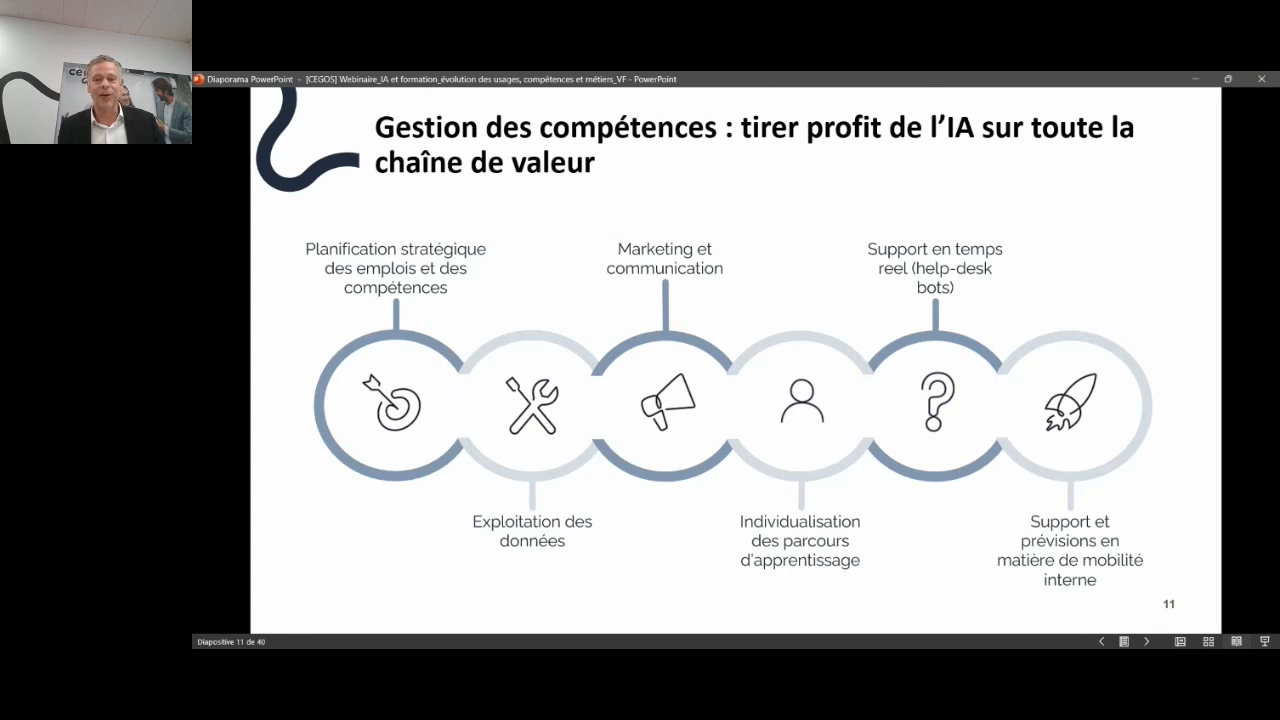 Diaporama PowerPoint - [CEGOS] Webinaire_IA et formation_évolution des usages, compétences et métiers_VF - PowerPoint
Gestion des compétences : tirer profit de l’IA sur toute la
chaîne de valeur
Planification stratégique
des emplois et des
compétences
Marketing et
communication
Support en temps
reel (help-desk
bots)
Exploitation des
données
Individualisation
des parcours
d’apprentissage
Support et
prévisions en
matière de mobilité
interne
11
Diapositive 11 de 40